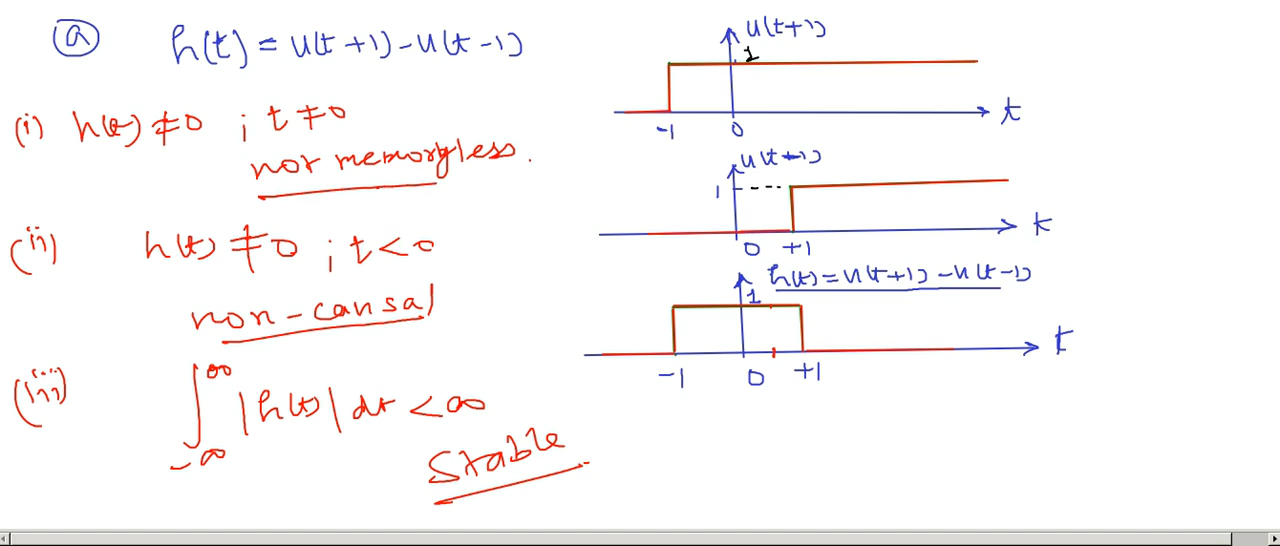 (a) h(t) = u(t+1) - u(t-1)
(i) h(t) ≠ 0 ; t ≠ 0
not memoryless.
(ii) h(t) ≠ 0 ; t < 0
non-causal
(iii) ∫_{-∞}^{∞} |h(t)| dt < ∞
Stable
u(t+1)
1
-1 0 t
u(t-1)
1
0 +1 t
h(t) = u(t+1) - u(t-1)
1
-1 0 +1 t